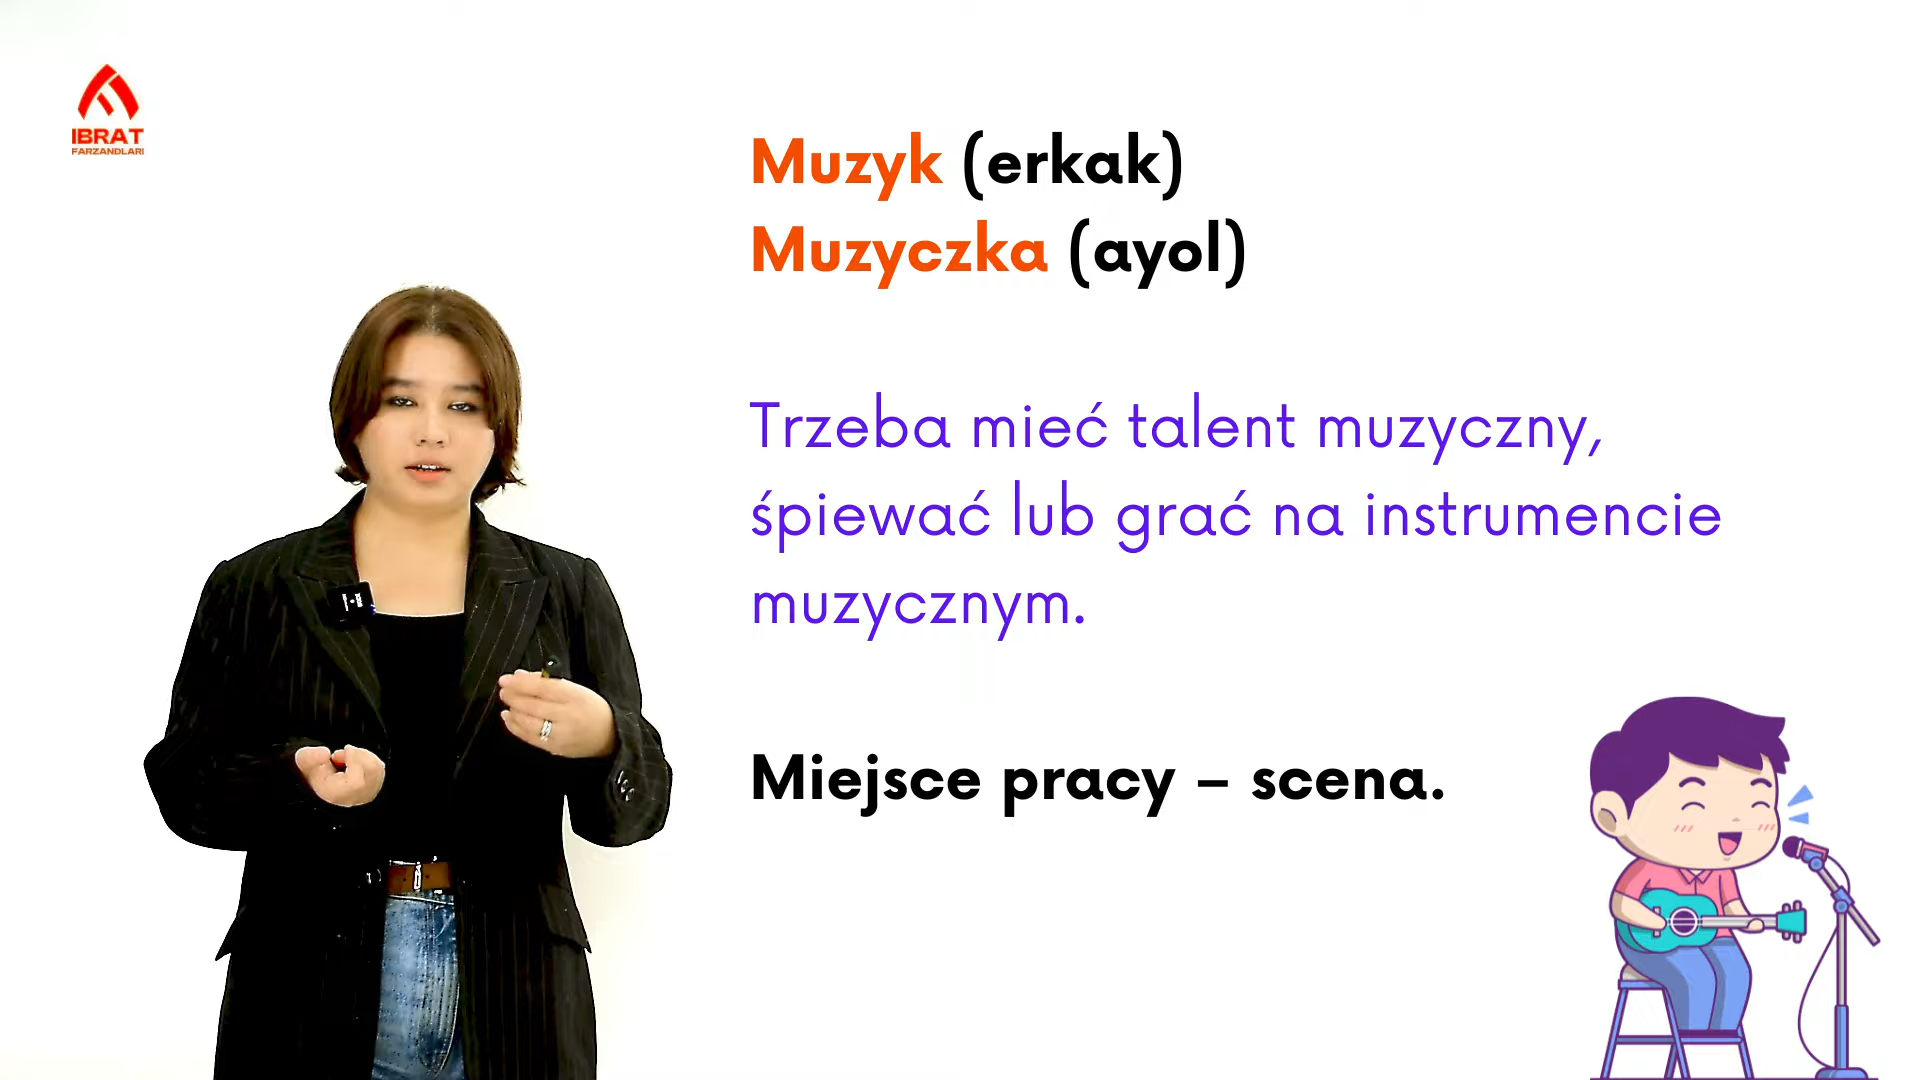 IBRAT
FARZANDLARI
Muzyk (erkak)
Muzyczka (ayol)
Trzeba mieć talent muzyczny,
śpiewać lub grać na instrumencie
muzycznym.
Miejsce pracy – scena.